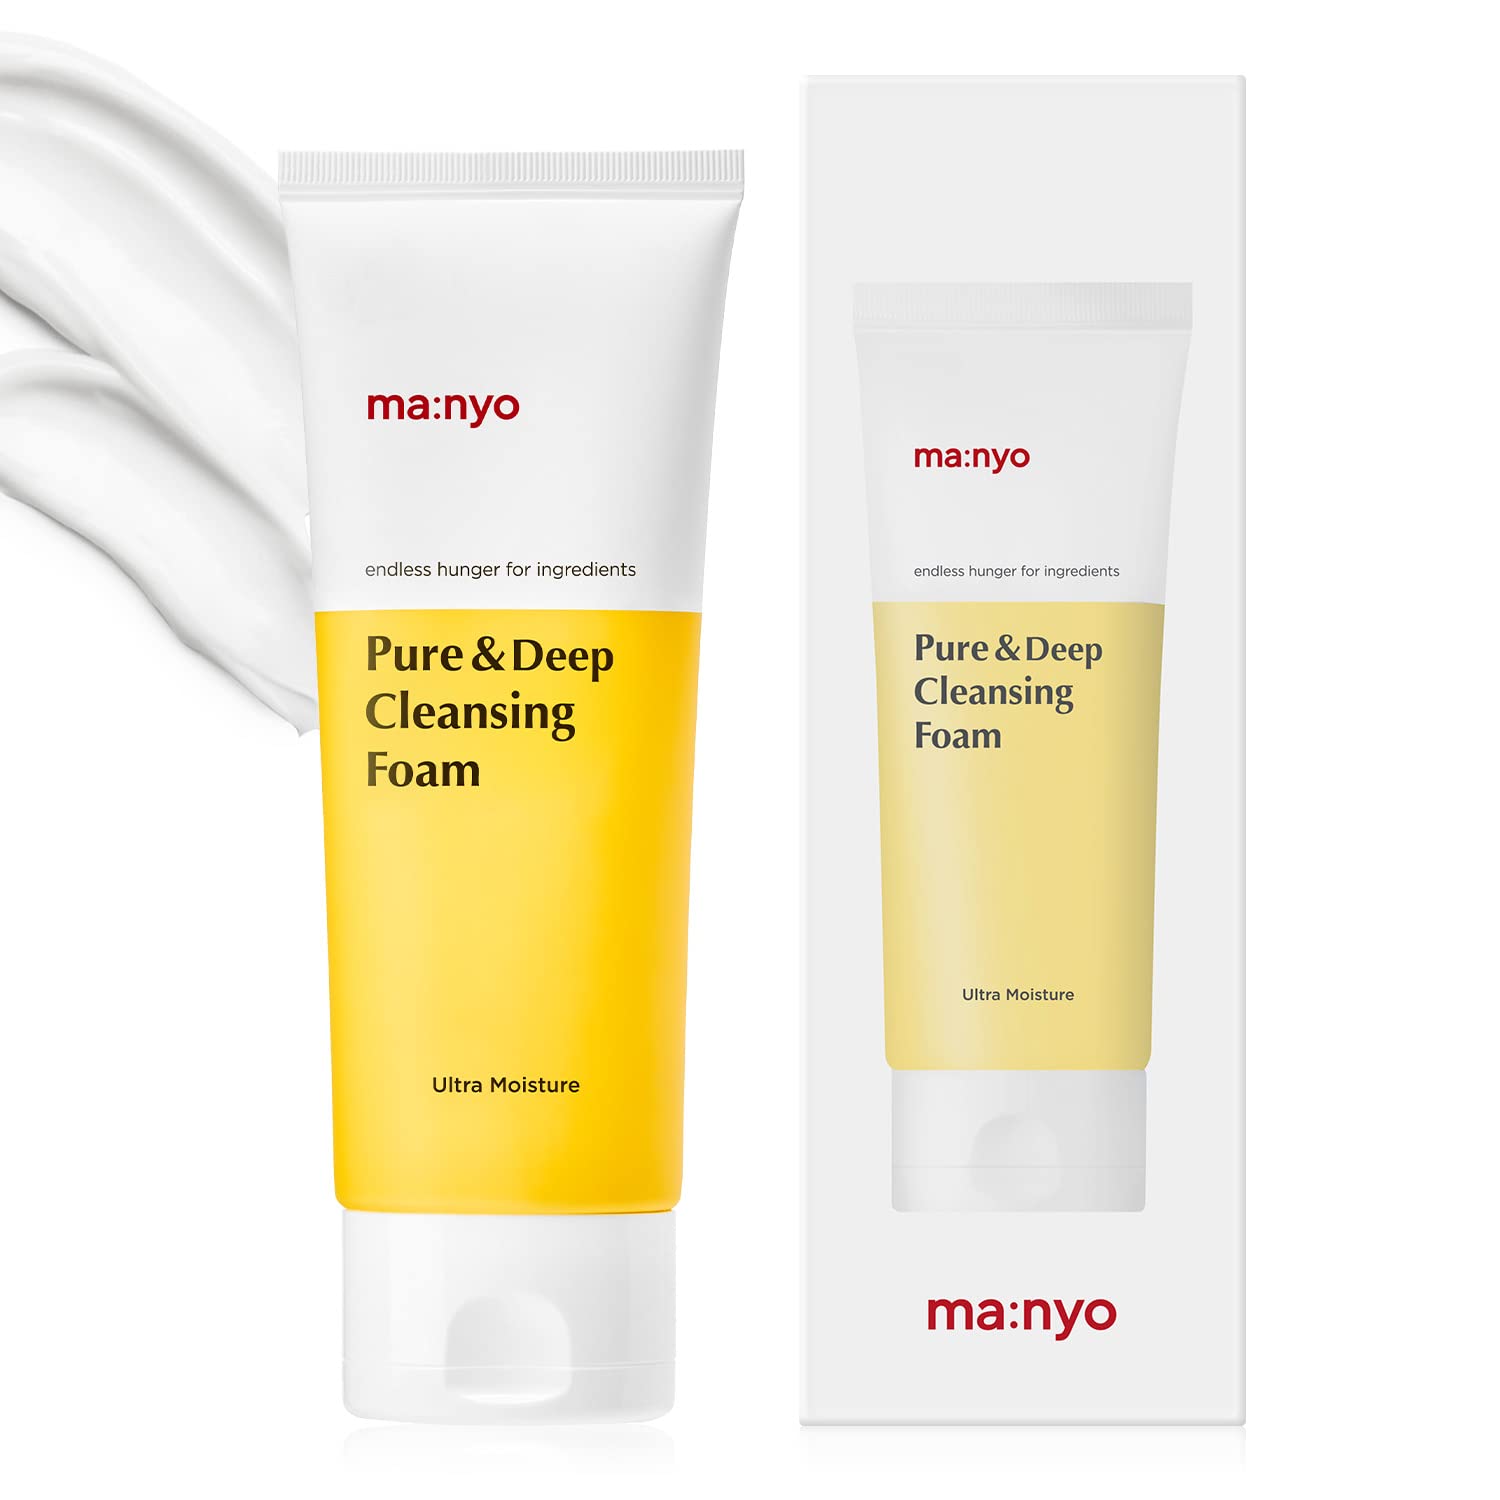 ma:nyo
endless hunger for ingredients
Pure & Deep
Cleansing
Foam
Ultra Moisture
ma:nyo
endless hunger for ingredients
Pure & Deep
Cleansing
Foam
Ultra Moisture
ma:nyo